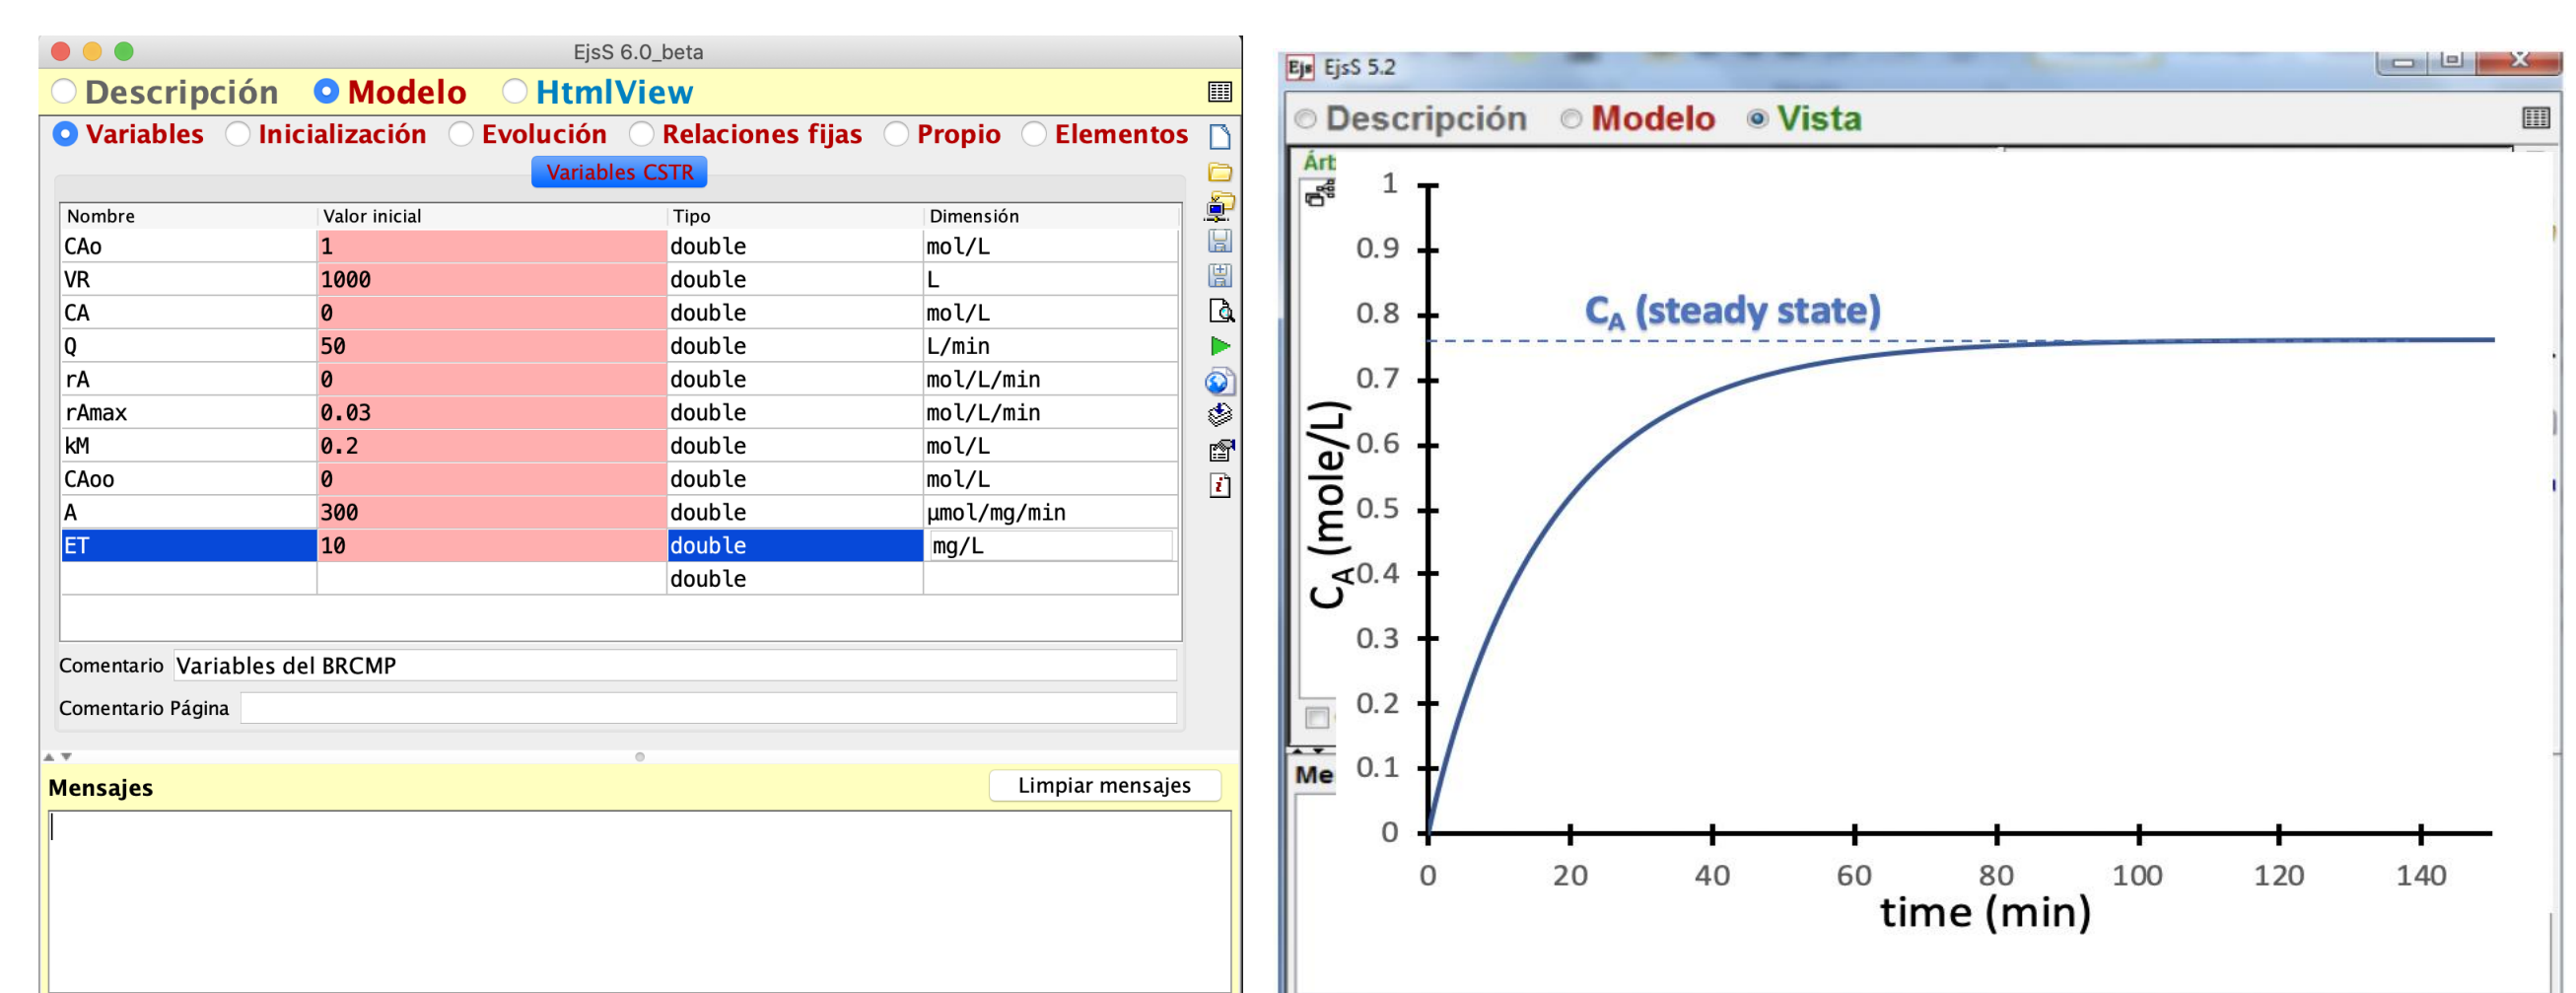 EjsS 6.0_beta
Descripción Modelo HtmlView
Variables Inicialización Evolución Relaciones fijas Propio Elementos
Variables CSTR
Nombre Valor inicial Tipo Dimensión
CAo 1 double mol/L
VR 1000 double L
CA 0 double mol/L
Q 50 double L/min
rA 0 double mol/L/min
rAmax 0.03 double mol/L/min
kM 0.2 double mol/L
CAoo 0 double mol/L
A 300 double µmol/mg/min
ET 10 double mg/L
double
Comentario Variables del BRCMP
Comentario Página
Mensajes Limpiar mensajes
Ejs EjsS 5.2
Descripción Modelo Vista
Árt
1
0.9
0.8
0.7
0.6
0.5
0.4
0.3
0.2
0.1
0
C_A (mole/L)
C_A (steady state)
Me
0 20 40 60 80 100 120 140
time (min)